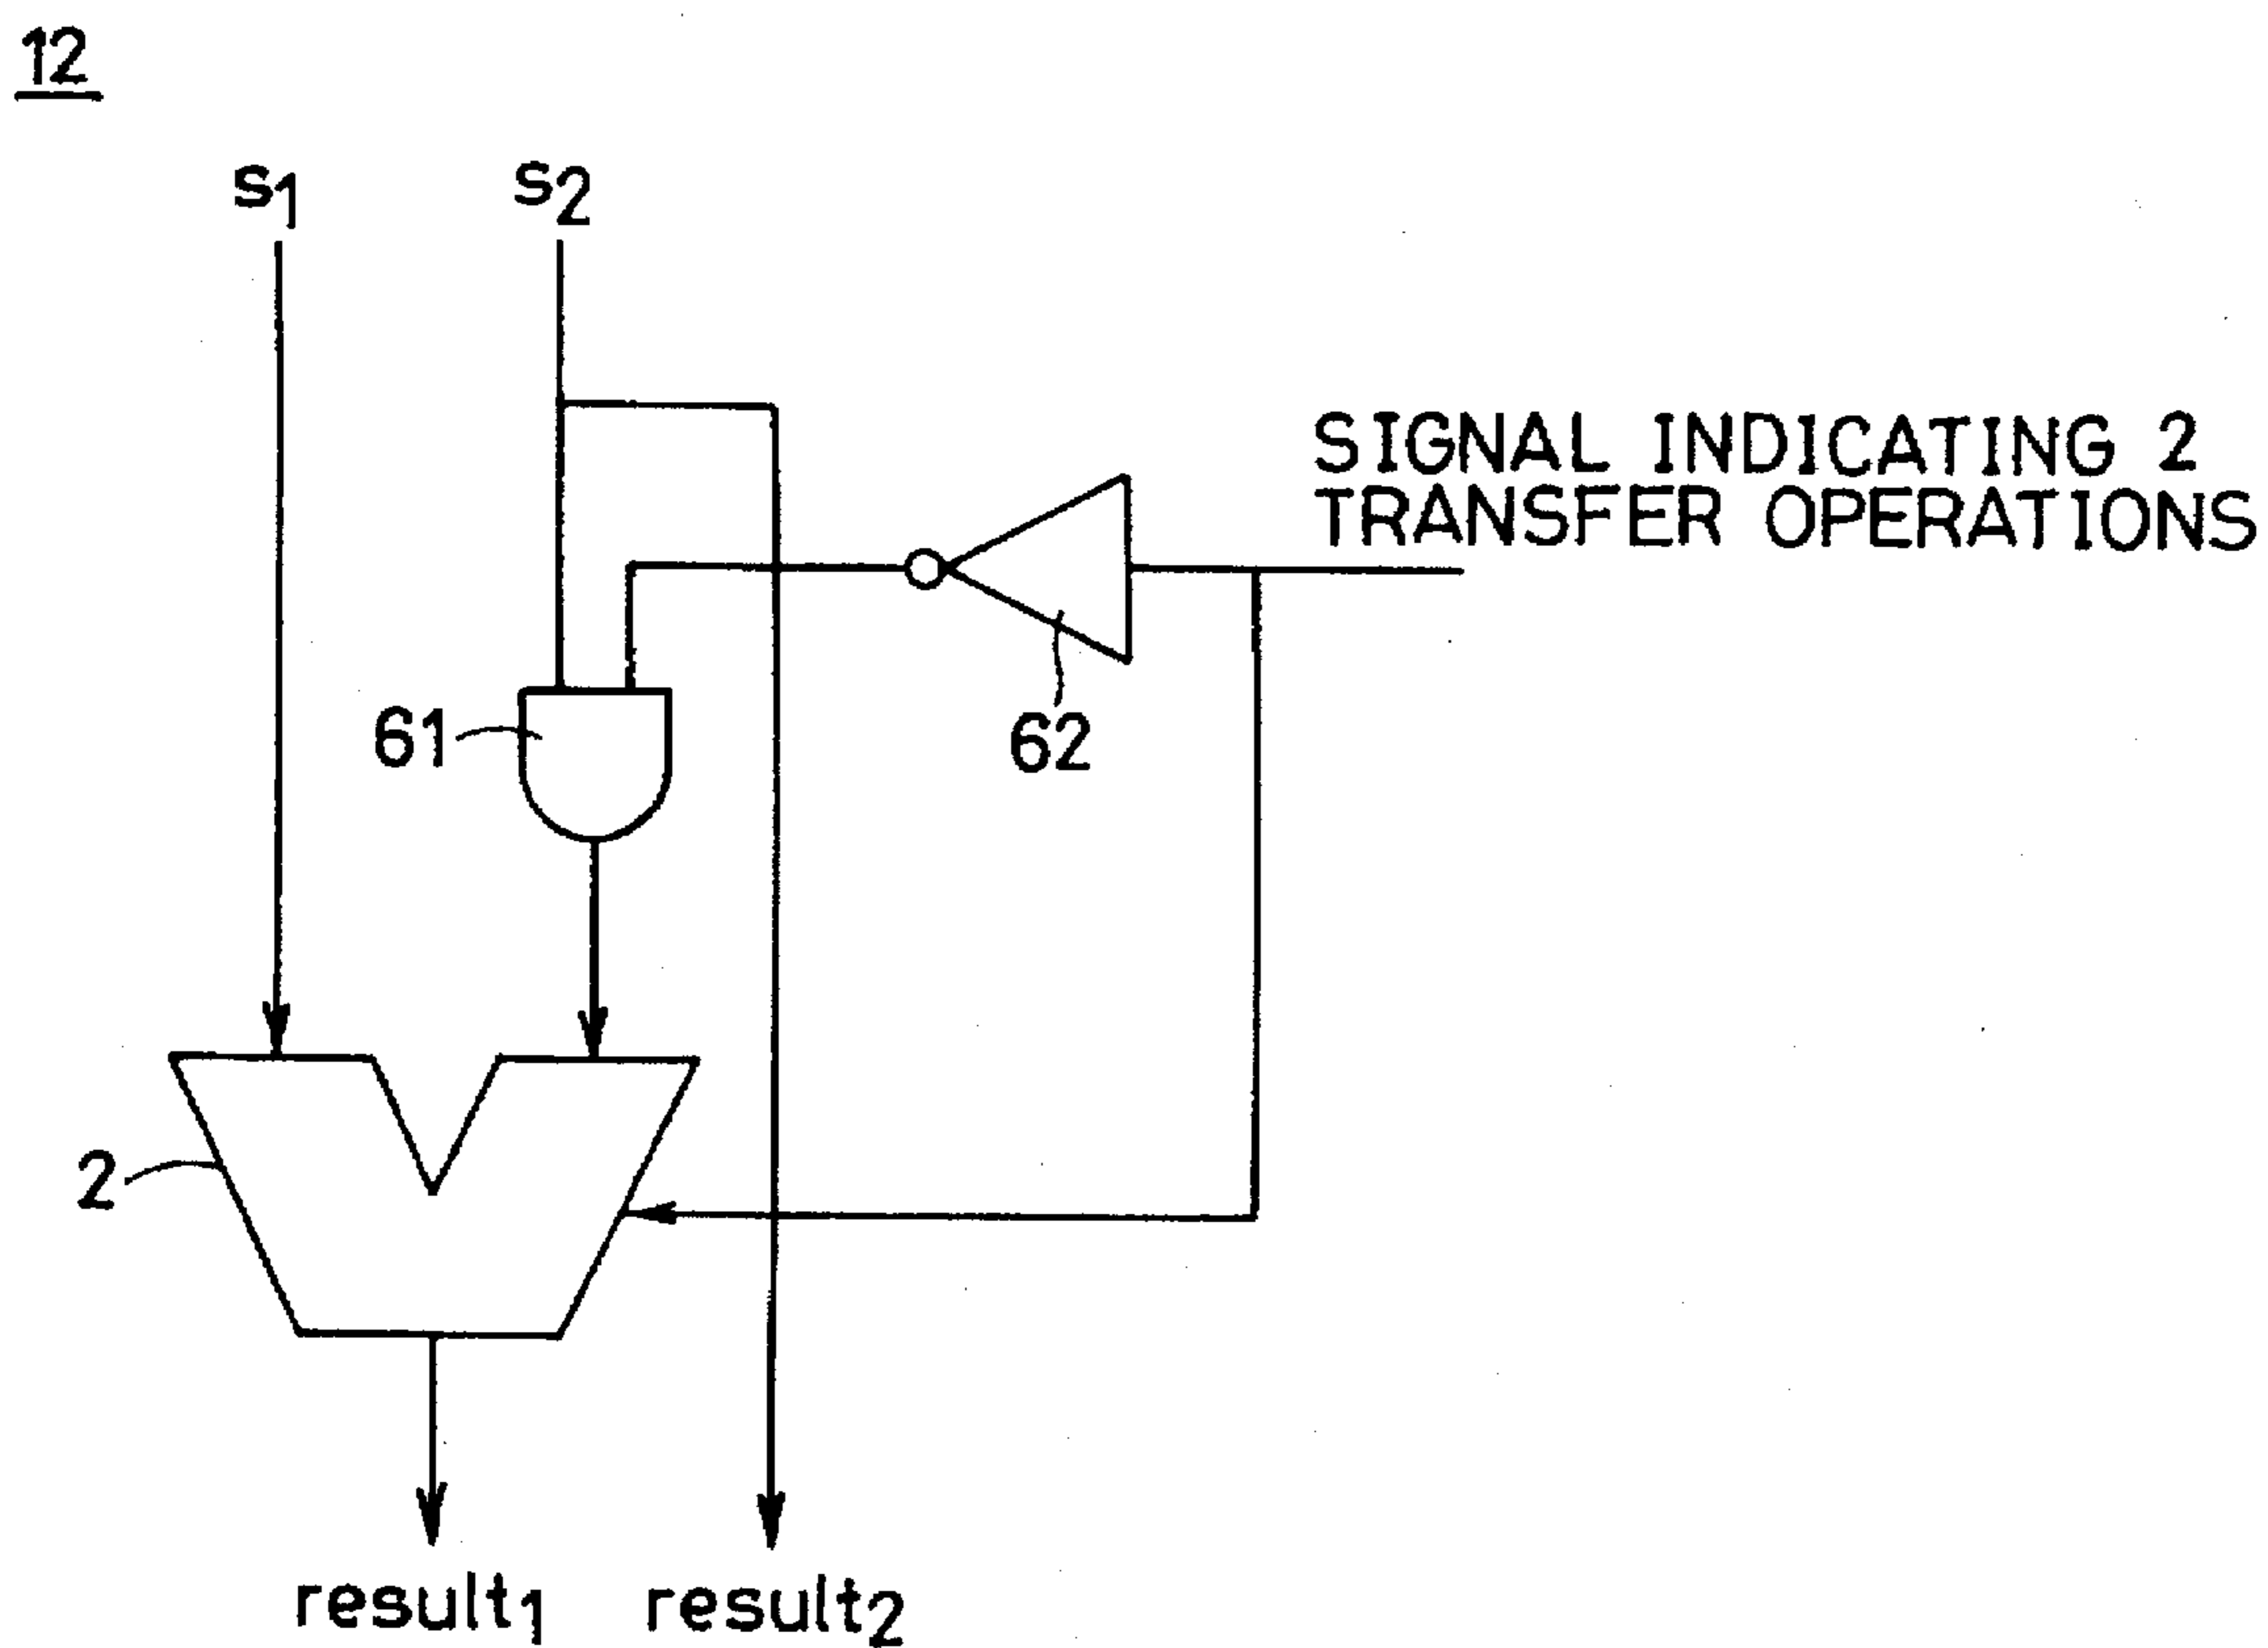 12
s1
s2
SIGNAL INDICATING 2
TRANSFER OPERATIONS
61
62
2
result1
result2